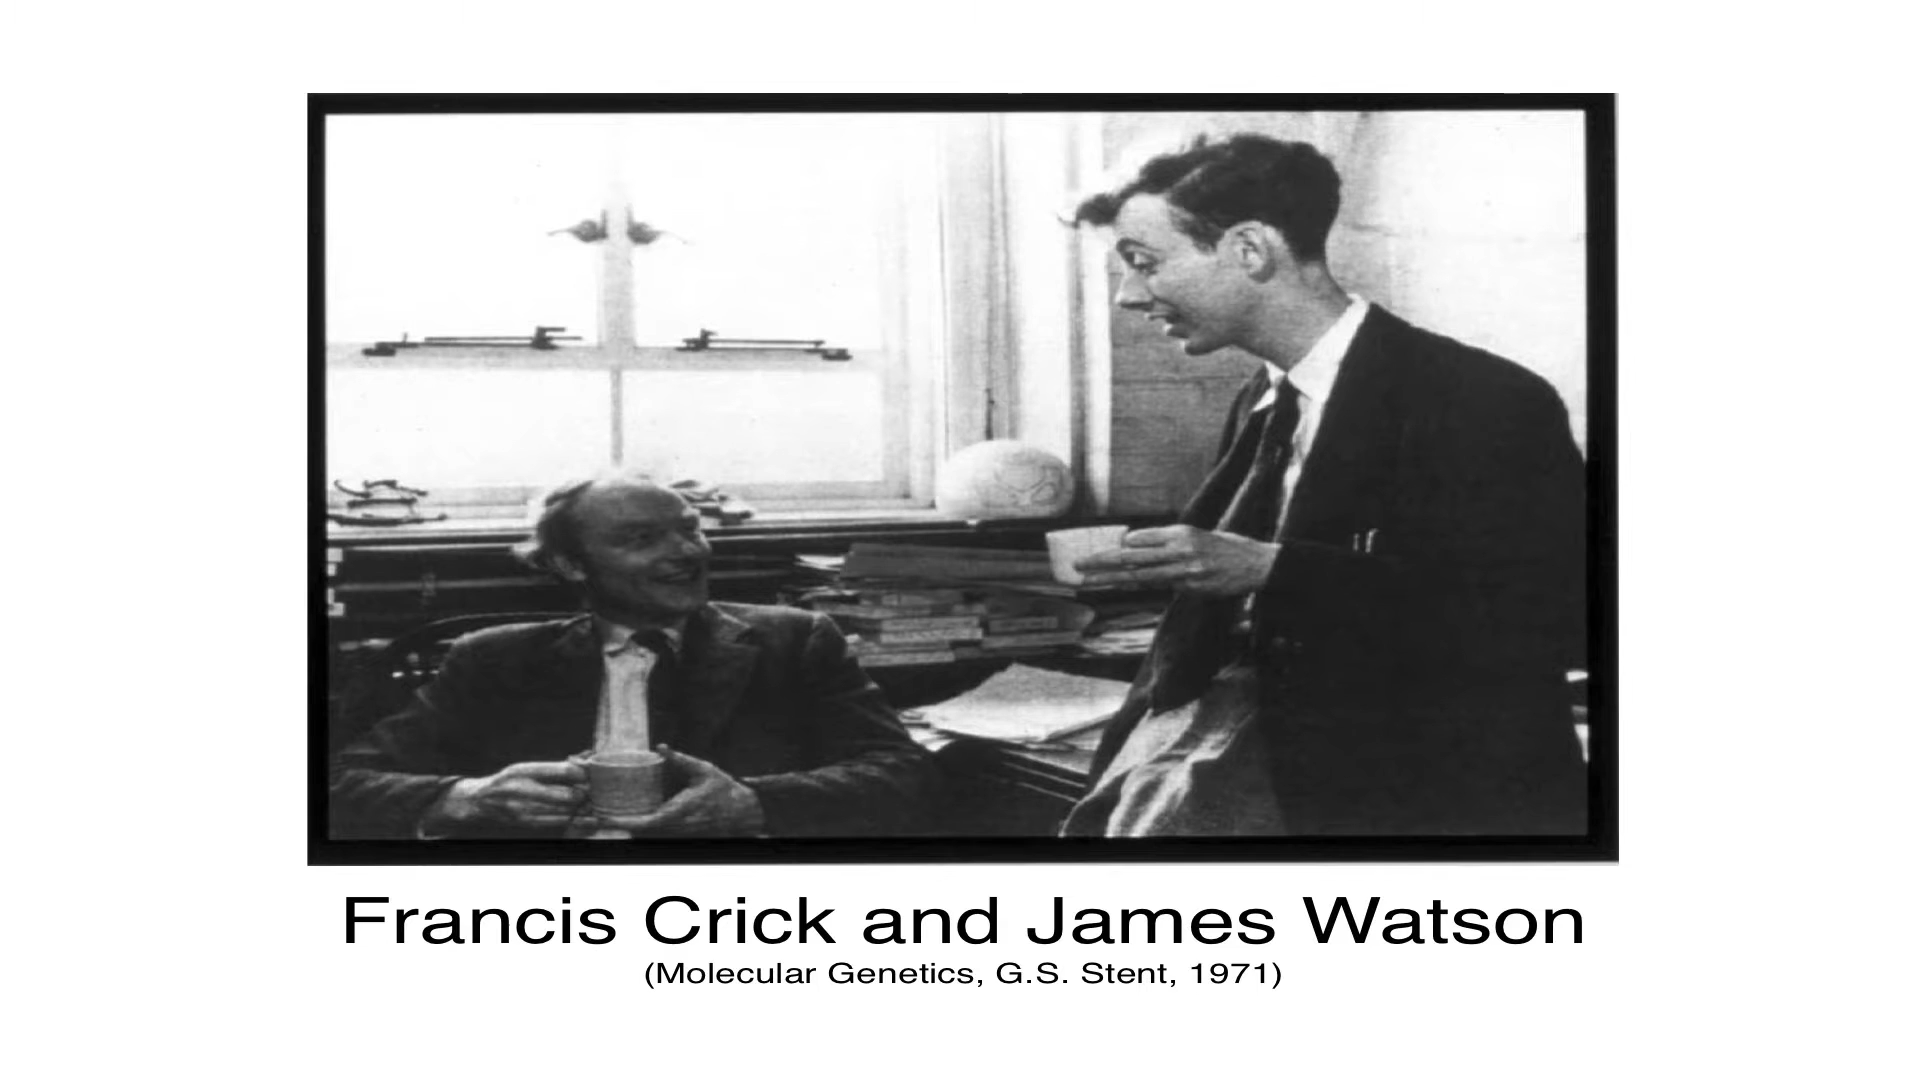 Francis Crick and James Watson
(Molecular Genetics, G.S. Stent, 1971)